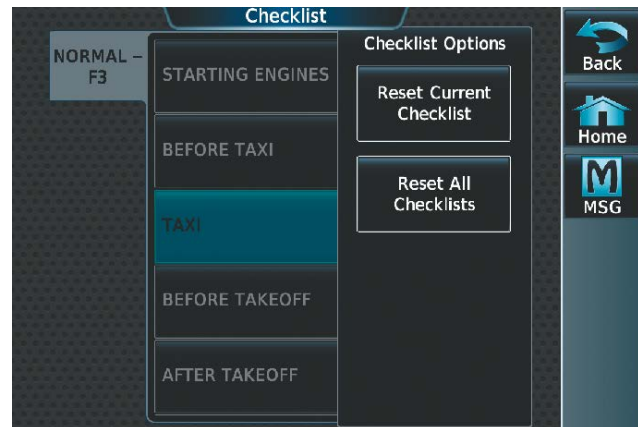 Checklist
NORMAL –
F3
STARTING ENGINES
BEFORE TAXI
TAXI
BEFORE TAKEOFF
AFTER TAKEOFF
Checklist Options
Reset Current
Checklist
Reset All
Checklists
Back
Home
MSG